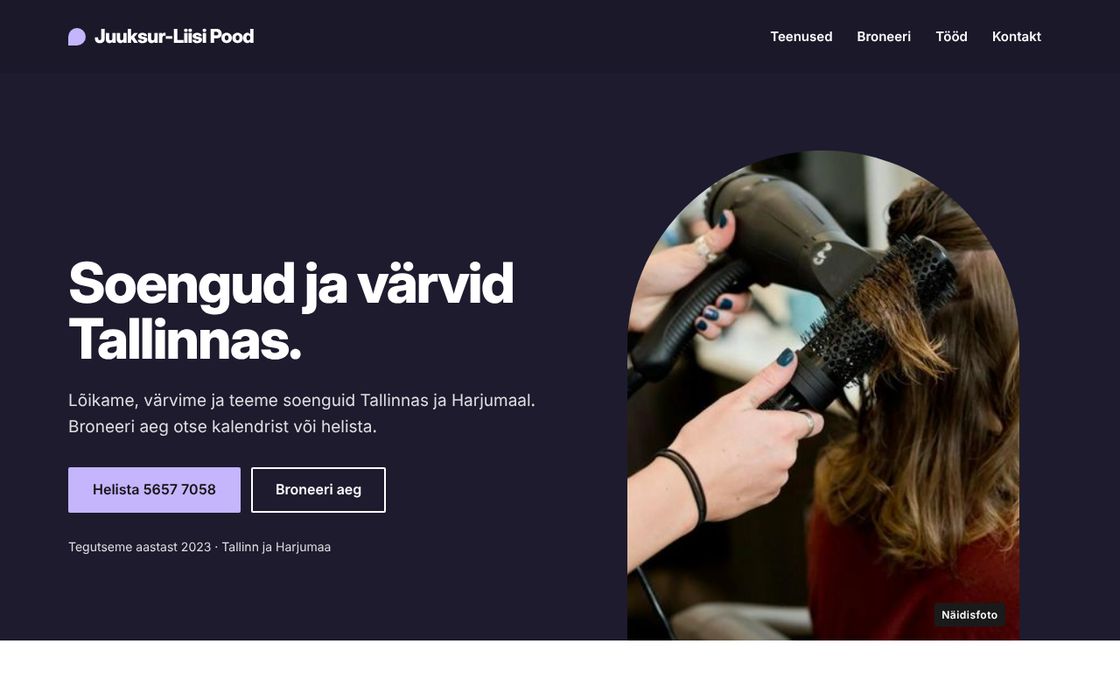 Juuksur-Liisi Pood
Teenused
Broneeri
Tööd
Kontakt
Soengud ja värvid
Tallinnas.
Lõikame, värvime ja teeme soenguid Tallinnas ja Harjumaal.
Broneeri aeg otse kalendrist või helista.
Helista 5657 7058
Broneeri aeg
Tegutseme aastast 2023 · Tallinn ja Harjumaa
Näidisfoto